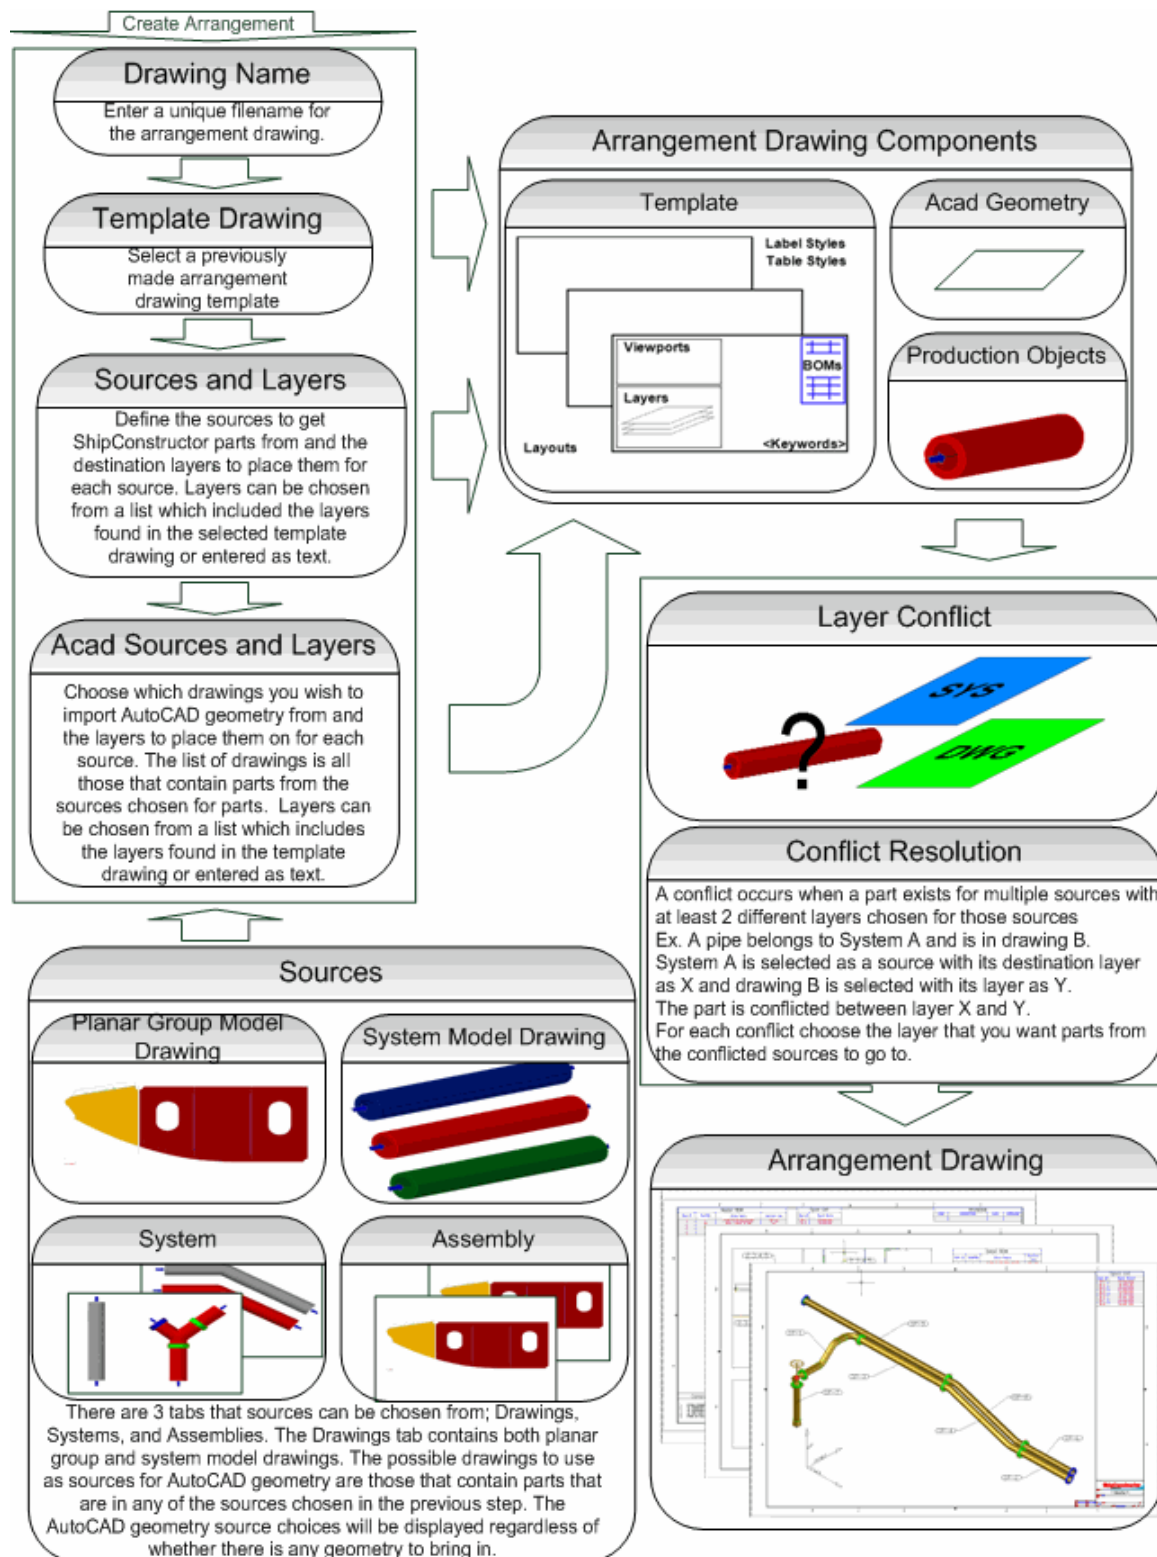 Create Arrangement
Drawing Name
Enter a unique filename for
the arrangement drawing.
Template Drawing
Select a previously
made arrangement
drawing template
Sources and Layers
Define the sources to get
ShipConstructor parts from and the
destination layers to place them for
each source. Layers can be chosen
from a list which included the layers
found in the selected template
drawing or entered as text.
Acad Sources and Layers
Choose which drawings you wish to
import AutoCAD geometry from and
the layers to place them on for each
source. The list of drawings is all
those that contain parts from the
sources chosen for parts. Layers can
be chosen from a list which includes
the layers found in the template
drawing or entered as text.
Sources
Planar Group Model
Drawing
System Model Drawing
System
Assembly
There are 3 tabs that sources can be chosen from; Drawings,
Systems, and Assemblies. The Drawings tab contains both planar
group and system model drawings. The possible drawings to use
as sources for AutoCAD geometry are those that contain parts that
are in any of the sources chosen in the previous step. The
AutoCAD geometry source choices will be displayed regardless of
whether there is any geometry to bring in.
Arrangement Drawing Components
Template
Label Styles
Table Styles
Viewports
BOMs
Layers
Layouts
<Keywords>
Acad Geometry
Production Objects
Layer Conflict
SYS
?
DWG
Conflict Resolution
A conflict occurs when a part exists for multiple sources with
at least 2 different layers chosen for those sources
Ex. A pipe belongs to System A and is in drawing B.
System A is selected as a source with its destination layer
as X and drawing B is selected with its layer as Y.
The part is conflicted between layer X and Y.
For each conflict choose the layer that you want parts from
the conflicted sources to go to.
Arrangement Drawing